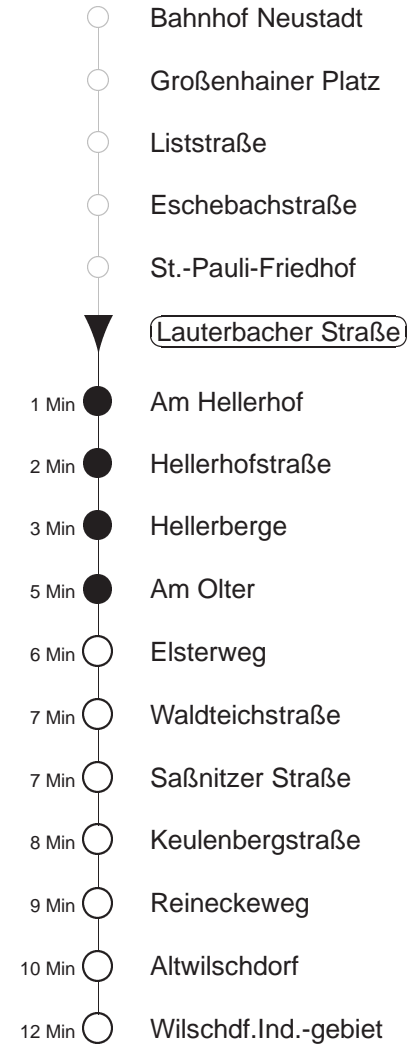 Bahnhof Neustadt
Großenhainer Platz
Liststraße
Eschebachstraße
St.-Pauli-Friedhof
Lauterbacher Straße
1 Min Am Hellerhof
2 Min Hellerhofstraße
3 Min Hellerberge
5 Min Am Olter
6 Min Elsterweg
7 Min Waldteichstraße
7 Min Saßnitzer Straße
8 Min Keulenbergstraße
9 Min Reineckeweg
10 Min Altwilschdorf
12 Min Wilschdf.Ind.-gebiet